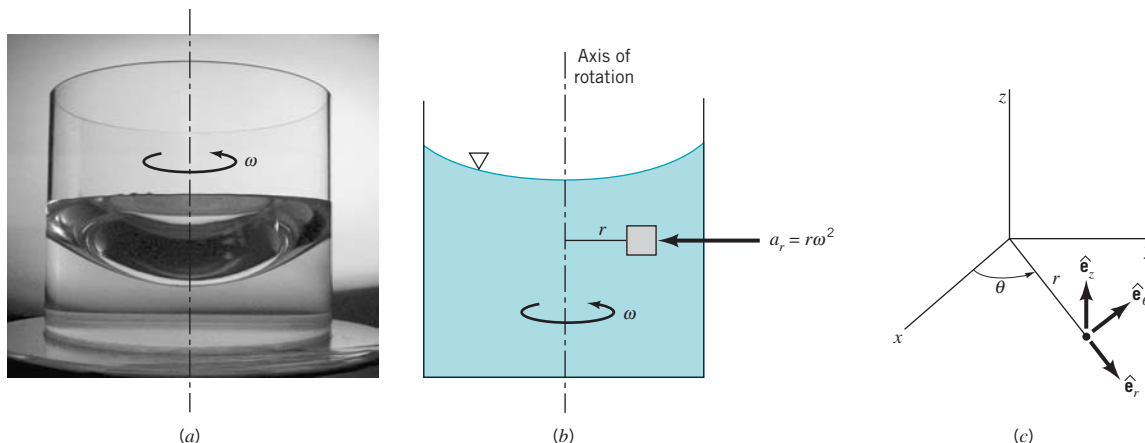 ω
(a)
Axis of
rotation
r
a_r = rω²
ω
(b)
z
x
θ
r
ê_z
ê_r
(c)